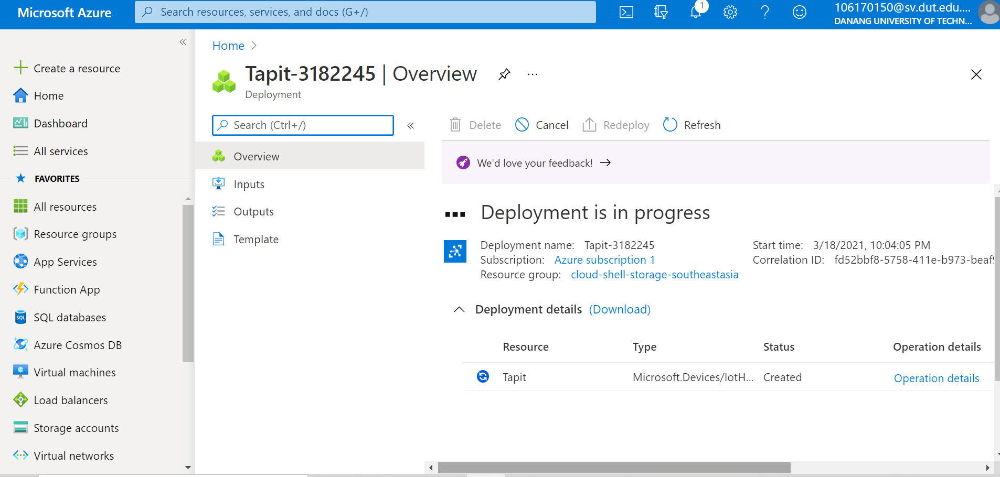 Microsoft Azure
Search resources, services, and docs (G+/)
1
106170150@sv.dut.edu....
DANANG UNIVERSITY OF TECHN...
Create a resource
Home
Dashboard
All services
FAVORITES
All resources
Resource groups
App Services
Function App
SQL
SQL databases
Azure Cosmos DB
Virtual machines
Load balancers
Storage accounts
Virtual networks
Home
Tapit-3182245 | Overview
Deployment
Search (Ctrl+/)
Overview
Inputs
Outputs
Template
Delete
Cancel
Redeploy
Refresh
We'd love your feedback!
Deployment is in progress
Deployment name: Tapit-3182245
Subscription: Azure subscription 1
Resource group: cloud-shell-storage-southeastasia
Start time: 3/18/2021, 10:04:05 PM
Correlation ID: fd52bbf8-5758-411e-b973-beaf9
Deployment details (Download)
Resource Type Status Operation details
Tapit Microsoft.Devices/IotH... Created Operation details